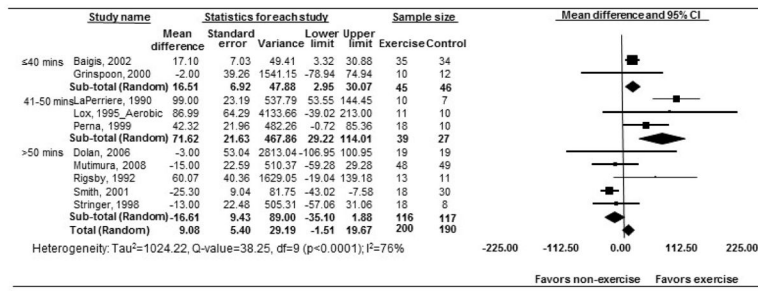 Study name Statistics for each study Sample size Mean difference and 95% CI
Mean difference Standard error Variance Lower limit Upper limit Exercise Control
≤40 mins Baigis, 2002 17.10 7.03 49.41 3.32 30.88 35 34
Grinspoon, 2000 -2.00 39.26 1541.15 -78.94 74.94 10 12
Sub-total (Random) 16.51 6.92 47.88 2.95 30.07 45 46
41-50 mins LaPerriere, 1990 99.00 23.19 537.79 53.55 144.45 10 7
Lox, 1995_Aerobic 86.99 64.29 4133.66 -39.02 213.00 11 10
Perna, 1999 42.32 21.96 482.26 -0.72 85.36 18 10
Sub-total (Random) 71.62 21.63 467.86 29.22 114.01 39 27
>50 mins Dolan, 2006 -3.00 53.04 2813.04 -106.95 100.95 19 19
Mutimura, 2008 -15.00 22.59 510.37 -59.28 29.28 48 49
Rigsby, 1992 60.07 40.36 1629.05 -19.04 139.18 13 11
Smith, 2001 -25.30 9.04 81.75 -43.02 -7.58 18 30
Stringer, 1998 -13.00 22.48 505.31 -57.06 31.06 18 8
Sub-total (Random) -16.61 9.43 89.00 -35.10 1.88 116 117
Total (Random) 9.08 5.40 29.19 -1.51 19.67 200 190
Heterogeneity: Tau²=1024.22, Q-value=38.25, df=9 (p<0.0001); I²=76%
-225.00 -112.50 0.00 112.50 225.00
Favors non-exercise Favors exercise